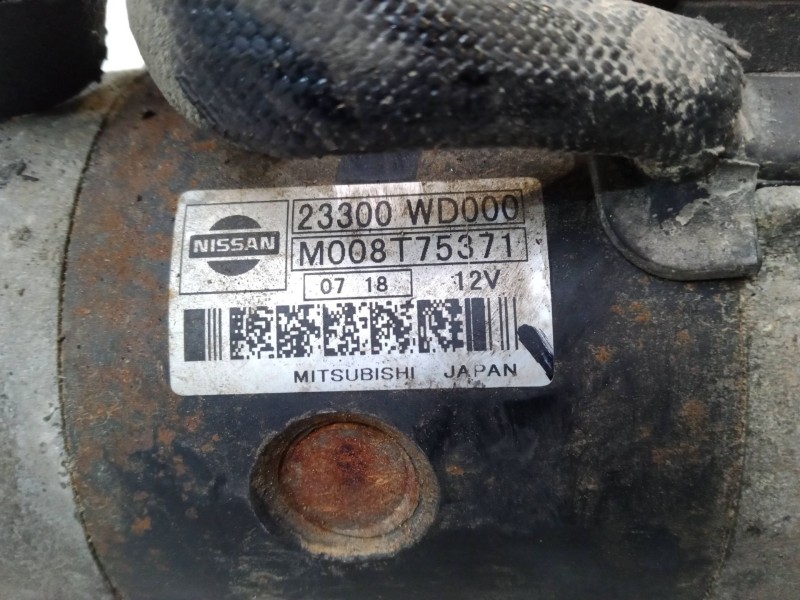 NISSAN
23300 WD000
M008T75371
07 18 12V
MITSUBISHI JAPAN